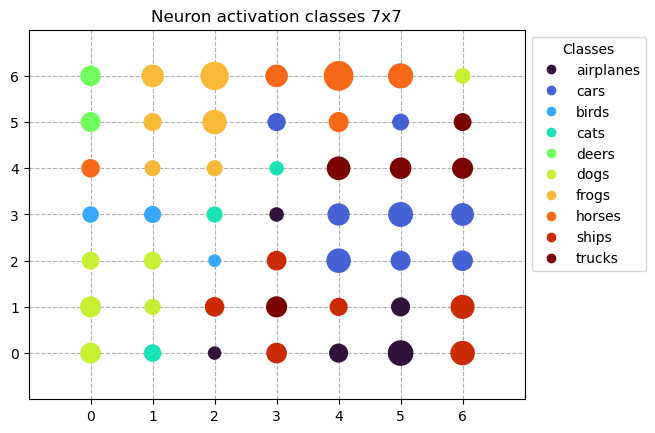 Neuron activation classes 7x7
6
5
4
3
2
1
0
0 1 2 3 4 5 6
Classes
airplanes
cars
birds
cats
deers
dogs
frogs
horses
ships
trucks